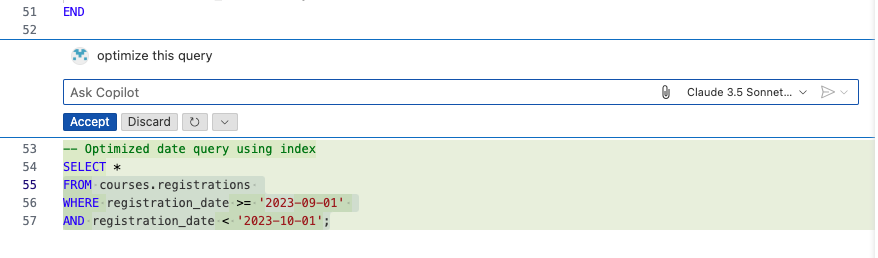 51 END
52
optimize this query
Ask Copilot Claude 3.5 Sonnet...
Accept Discard
53 -- Optimized date query using index
54 SELECT *
55 FROM courses.registrations
56 WHERE registration_date >= '2023-09-01'
57 AND registration_date < '2023-10-01';